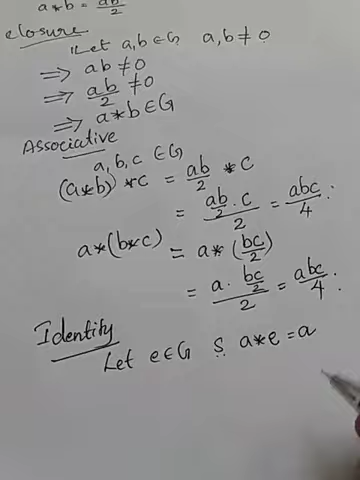 a*b = ab/2
closure
Let a,b ∈ G, a,b ≠ 0
⟹ ab ≠ 0
⟹ ab/2 ≠ 0
⟹ a*b ∈ G
Associative
a, b, c ∈ G
(a*b) *c = ab/2 * c
= (ab/2 . c)/2 = abc/4 .
a*(b*c) = a* (bc/2)
= (a . bc/2)/2 = abc/4 .
Identity
Let e ∈ G a*e = a